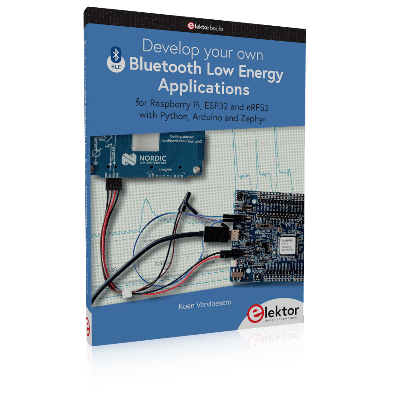 elektor books
Develop your own
BLE
Bluetooth Low Energy
Applications
for Raspberry Pi, ESP32 and nRF52
with Python, Arduino and Zephyr
NORDIC
Koen Vervloesem
elektor